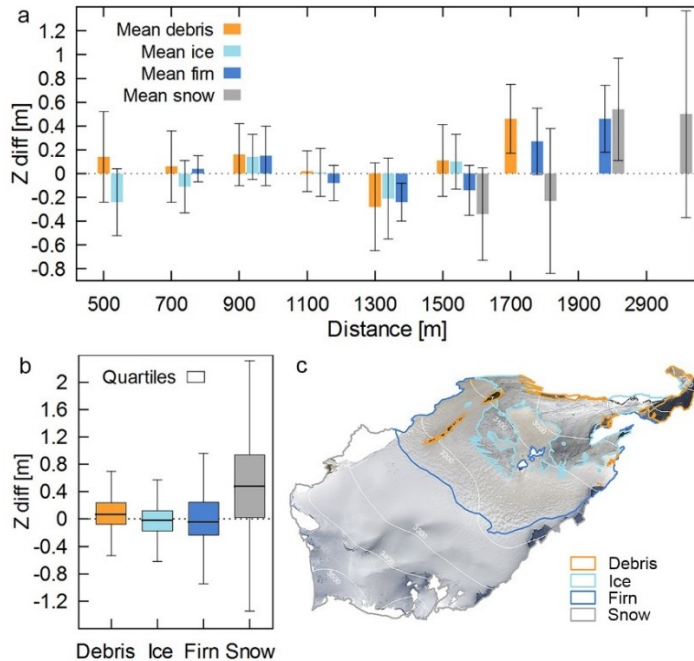 a
Mean debris
Mean ice
Mean firn
Mean snow
Z diff [m]
1.2
1
0.8
0.6
0.4
0.2
0
-0.2
-0.4
-0.6
-0.8
500 700 900 1100 1300 1500 1700 1900 2900
Distance [m]
b
Quartiles
Z diff [m]
2
1.6
1.2
0.8
0.4
0
-0.4
-0.8
-1.2
Debris Ice Firn Snow
c
Debris
Ice
Firn
Snow